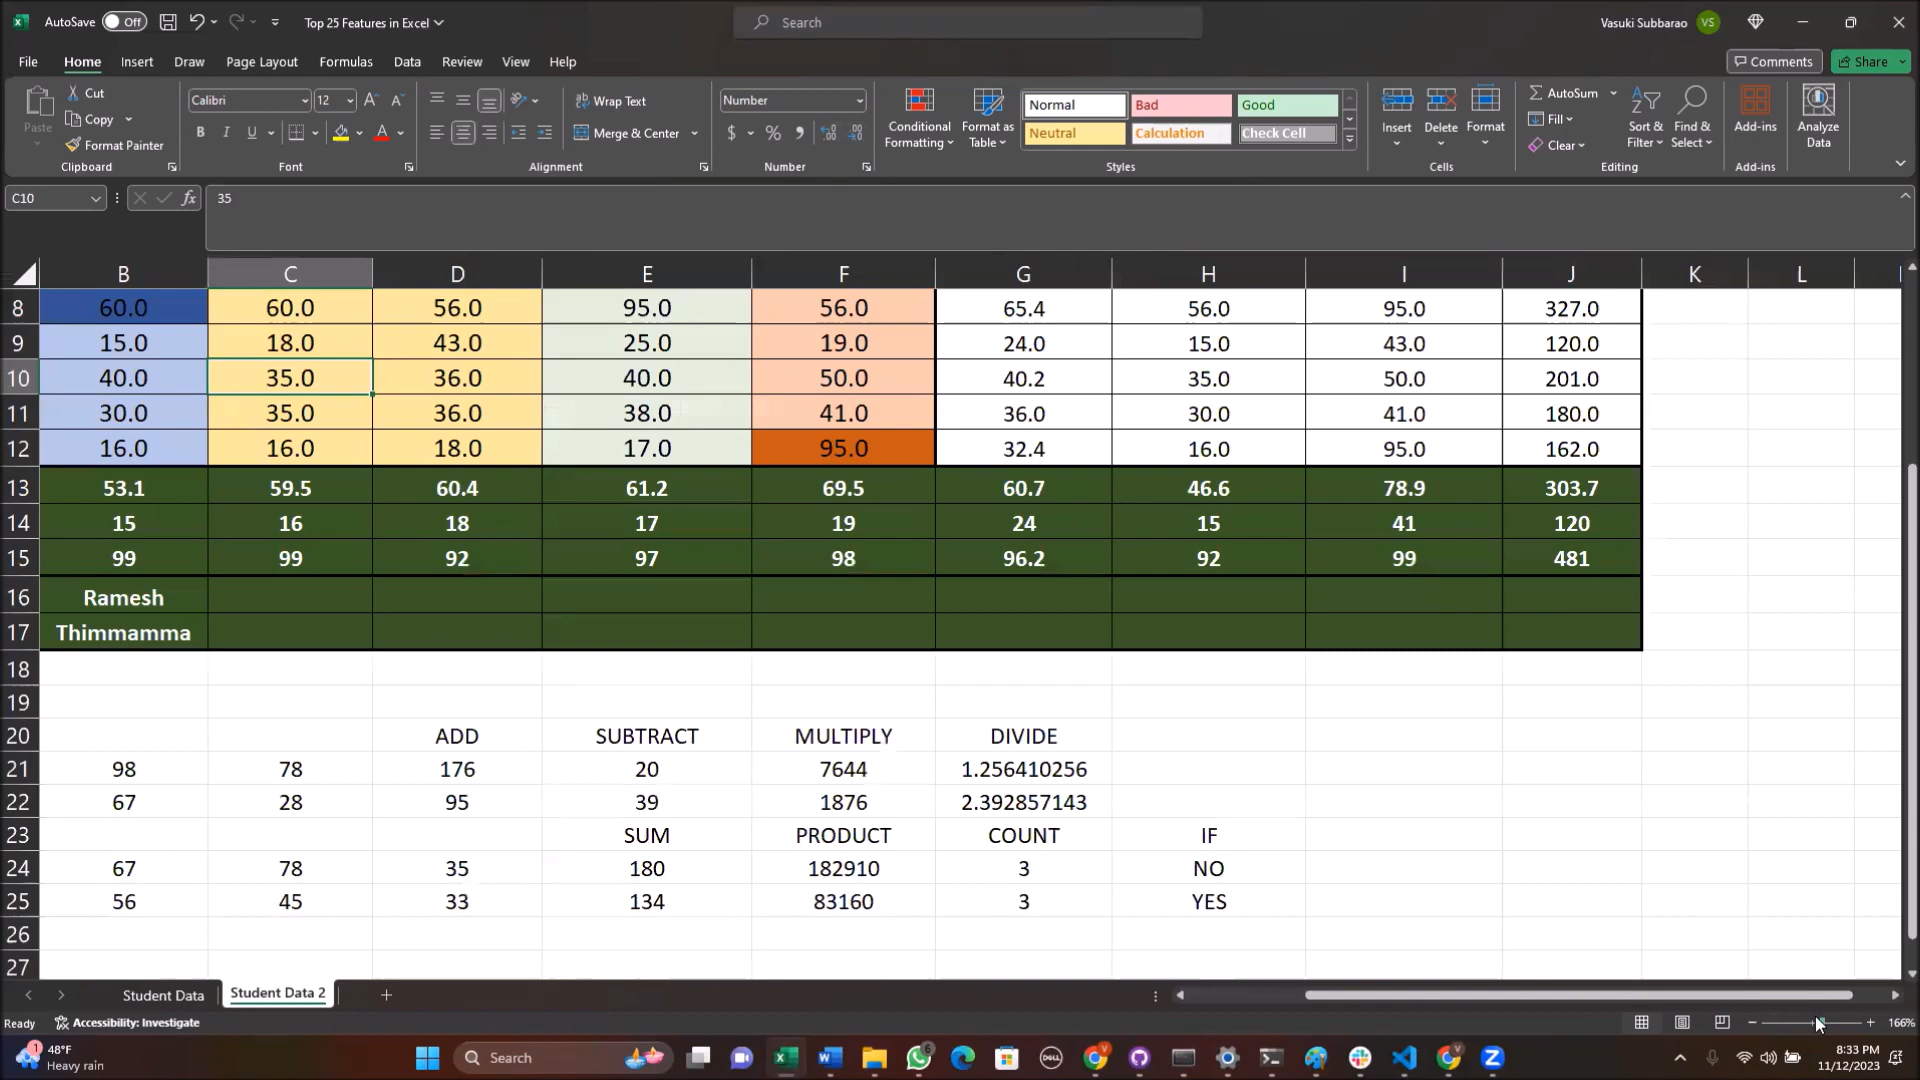 AutoSave Off Top 25 Features in Excel Search Vasuki Subbarao VS
File Home Insert Draw Page Layout Formulas Data Review View Help Comments Share
Paste Cut Copy Format Painter Clipboard
Calibri 12 A A B I U A Font
ab Wrap Text Merge & Center Alignment
Number $ % , Number
Conditional Formatting Format as Table Normal Bad Good Neutral Calculation Check Cell Styles
Insert Delete Format Cells
AutoSum Fill Clear Sort & Filter Find & Select Editing
Add-ins Add-ins Analyze Data
C10 fx 35
B C D E F G H I J K L
8 60.0 60.0 56.0 95.0 56.0 65.4 56.0 95.0 327.0
9 15.0 18.0 43.0 25.0 19.0 24.0 15.0 43.0 120.0
10 40.0 35.0 36.0 40.0 50.0 40.2 35.0 50.0 201.0
11 30.0 35.0 36.0 38.0 41.0 36.0 30.0 41.0 180.0
12 16.0 16.0 18.0 17.0 95.0 32.4 16.0 95.0 162.0
13 53.1 59.5 60.4 61.2 69.5 60.7 46.6 78.9 303.7
14 15 16 18 17 19 24 15 41 120
15 99 99 92 97 98 96.2 92 99 481
16 Ramesh
17 Thimmamma
18
19
20 ADD SUBTRACT MULTIPLY DIVIDE
21 98 78 176 20 7644 1.256410256
22 67 28 95 39 1876 2.392857143
23 SUM PRODUCT COUNT IF
24 67 78 35 180 182910 3 NO
25 56 45 33 134 83160 3 YES
26
27
Student Data Student Data 2
Ready Accessibility: Investigate 166%
1 48°F Heavy rain Search 6 DELL 8:33 PM 11/12/2023